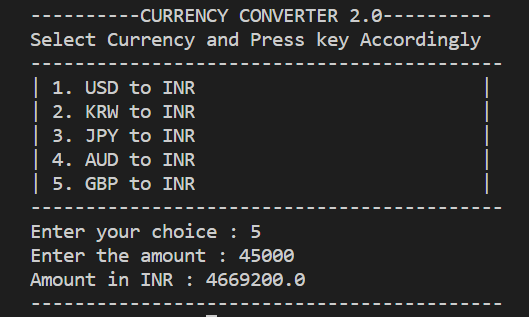 ----------CURRENCY CONVERTER 2.0----------
Select Currency and Press key Accordingly
-------------------------------------------
| 1. USD to INR                          |
| 2. KRW to INR                          |
| 3. JPY to INR                          |
| 4. AUD to INR                          |
| 5. GBP to INR                          |
-------------------------------------------
Enter your choice : 5
Enter the amount : 45000
Amount in INR : 4669200.0
-------------------------------------------